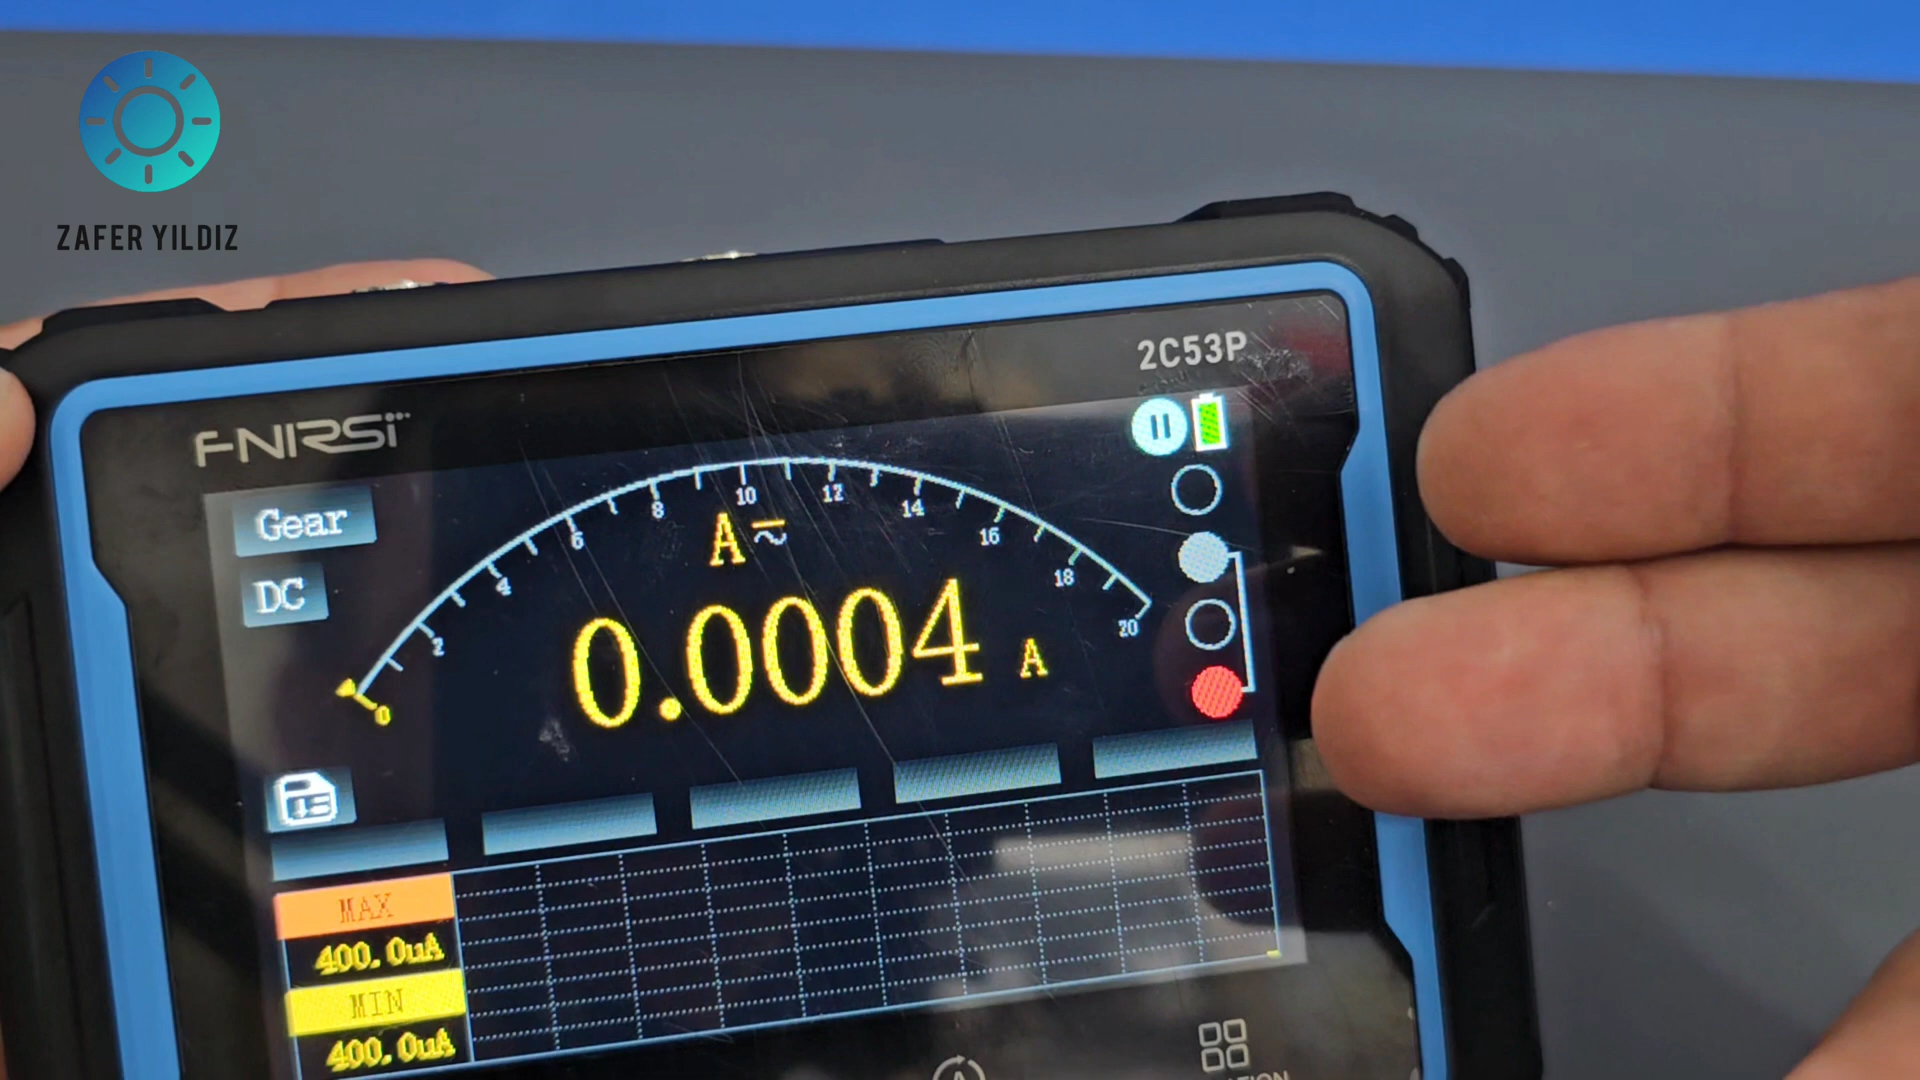 ZAFER YILDIZ
2C53P
FNIRSI
Gear
DC
0
2
4
6
8
10
12
14
16
18
20
A
0.0004 A
MAX
400.0uA
MIN
400.0uA